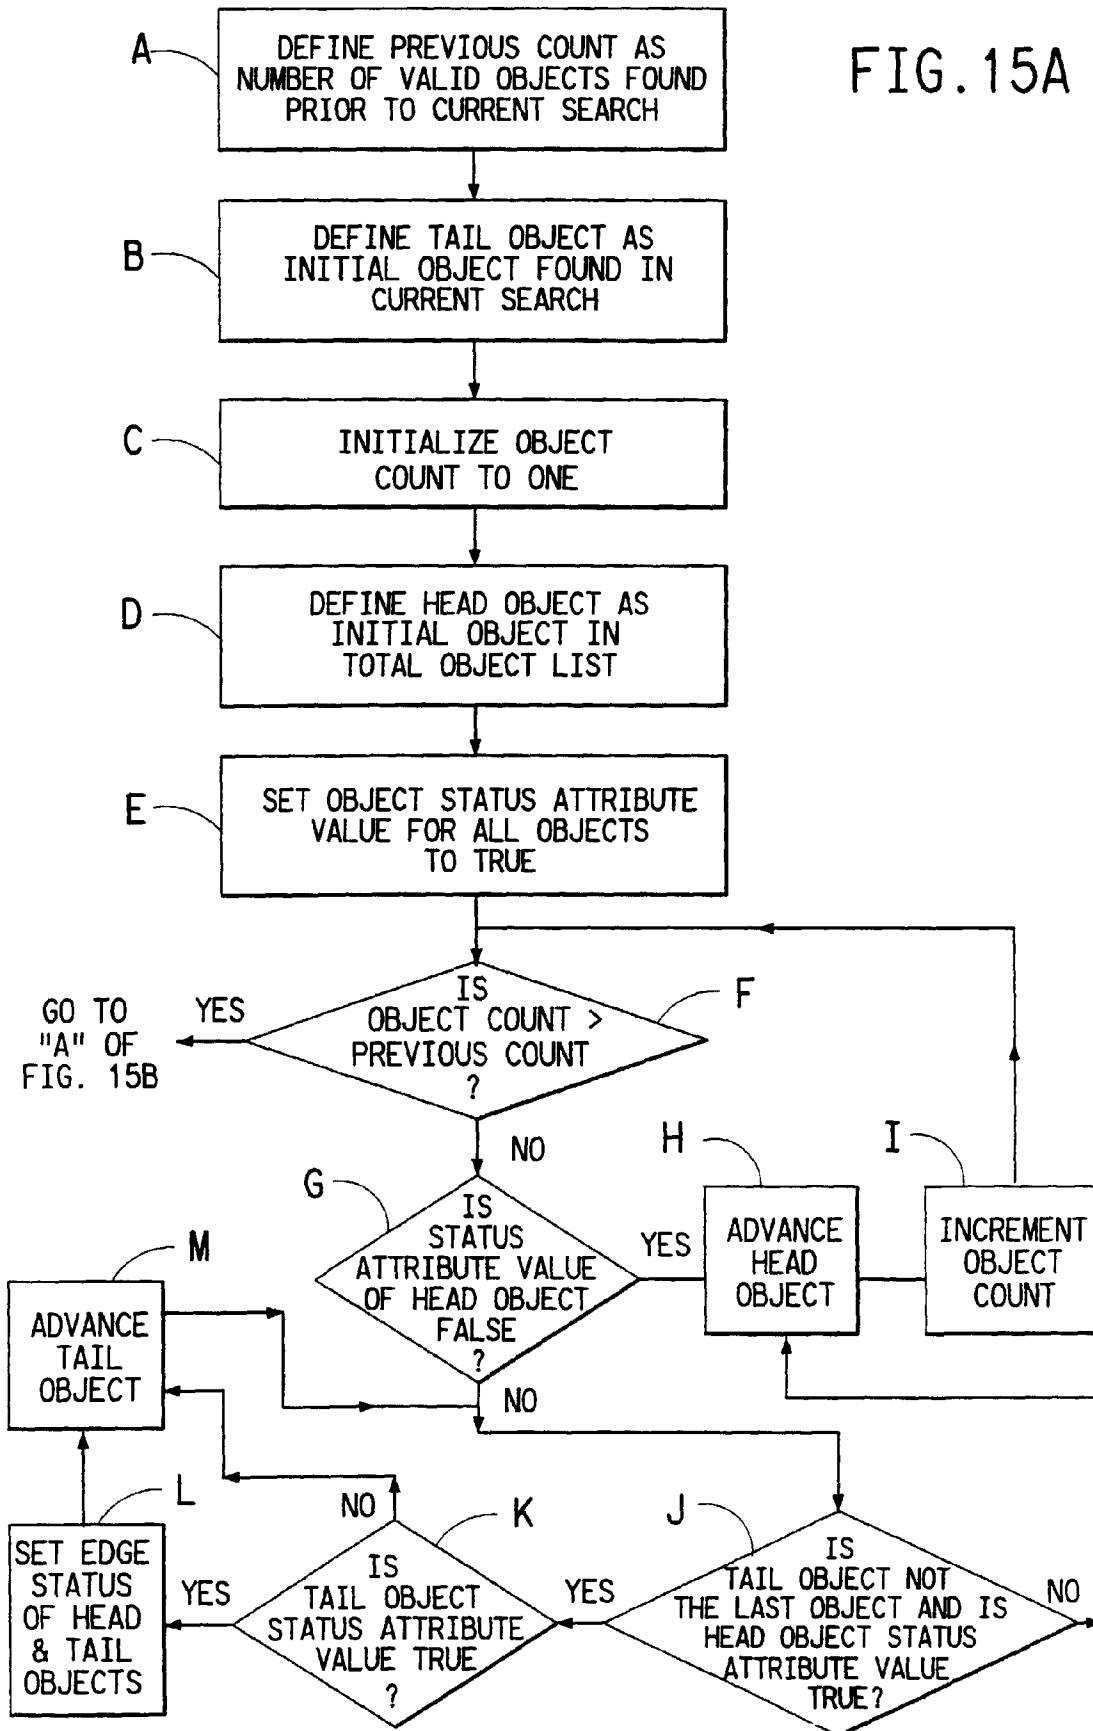 FIG.15A
A
DEFINE PREVIOUS COUNT AS
NUMBER OF VALID OBJECTS FOUND
PRIOR TO CURRENT SEARCH
B
DEFINE TAIL OBJECT AS
INITIAL OBJECT FOUND IN
CURRENT SEARCH
C
INITIALIZE OBJECT
COUNT TO ONE
D
DEFINE HEAD OBJECT AS
INITIAL OBJECT IN
TOTAL OBJECT LIST
E
SET OBJECT STATUS ATTRIBUTE
VALUE FOR ALL OBJECTS
TO TRUE
F
IS
OBJECT COUNT >
PREVIOUS COUNT
?
YES
GO TO
"A" OF
FIG. 15B
NO
G
IS
STATUS
ATTRIBUTE VALUE
OF HEAD OBJECT
FALSE
?
YES
NO
H
ADVANCE
HEAD
OBJECT
I
INCREMENT
OBJECT
COUNT
J
IS
TAIL OBJECT NOT
THE LAST OBJECT AND IS
HEAD OBJECT STATUS
ATTRIBUTE VALUE
TRUE?
NO
YES
K
IS
TAIL OBJECT
STATUS ATTRIBUTE
VALUE TRUE
?
NO
YES
L
SET EDGE
STATUS
OF HEAD
& TAIL
OBJECTS
M
ADVANCE
TAIL
OBJECT